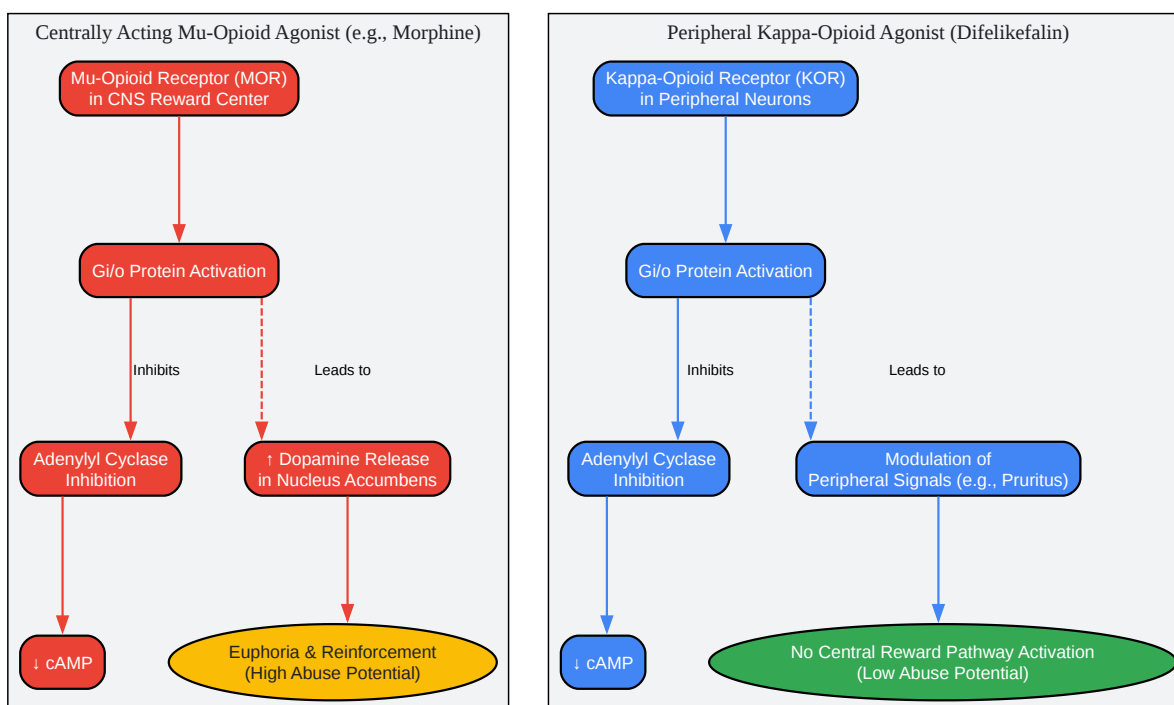 Centrally Acting Mu-Opioid Agonist (e.g., Morphine)
Mu-Opioid Receptor (MOR)
in CNS Reward Center
Gi/o Protein Activation
Inhibits
Leads to
Adenylyl Cyclase
Inhibition
↑ Dopamine Release
in Nucleus Accumbens
↓ cAMP
Euphoria & Reinforcement
(High Abuse Potential)
Peripheral Kappa-Opioid Agonist (Difelikefalin)
Kappa-Opioid Receptor (KOR)
in Peripheral Neurons
Gi/o Protein Activation
Inhibits
Leads to
Adenylyl Cyclase
Inhibition
Modulation of
Peripheral Signals (e.g., Pruritus)
↓ cAMP
No Central Reward Pathway Activation
(Low Abuse Potential)